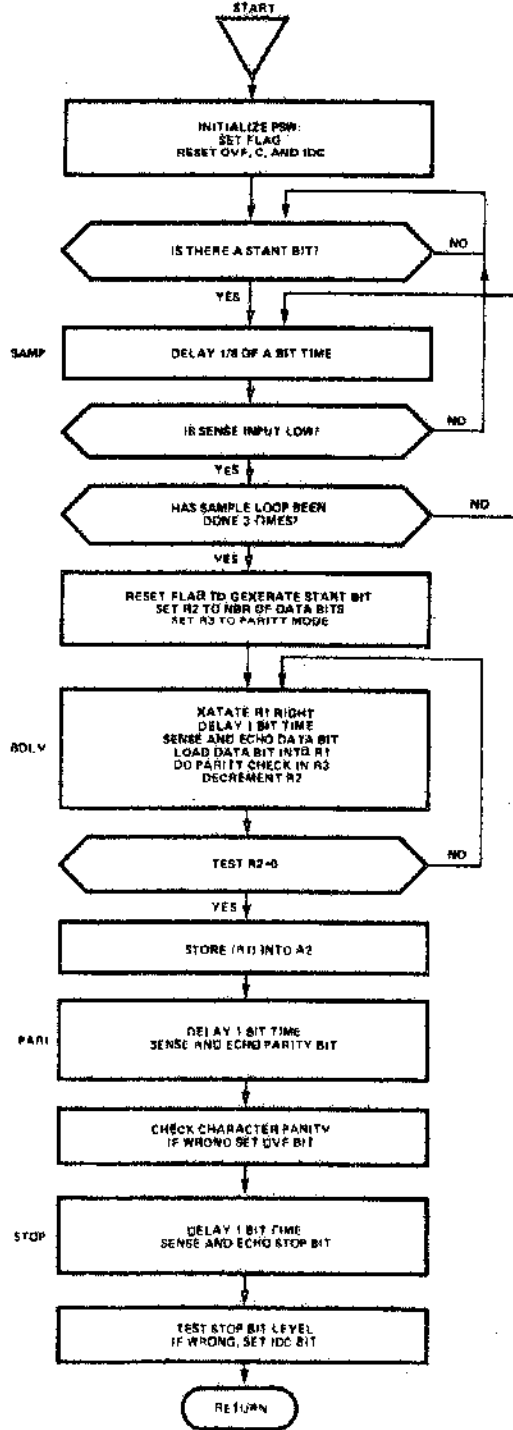 START
INITIALIZE PSW:
SET FLAG
RESET OVF, C, AND IDC
IS THERE A START BIT?
NO
YES
SAMP
DELAY 1/8 OF A BIT TIME
IS SENSE INPUT LOW?
NO
YES
HAS SAMPLE LOOP BEEN
DONE 3 TIMES?
NO
YES
RESET FLAG TO GENERATE START BIT
SET R2 TO NBR OF DATA BITS
SET R3 TO PARITY MODE
BDLY
R1 RIGHT
DELAY 1 BIT TIME
SENSE AND ECHO DATA BIT
LOAD DATA BIT INTO R1
DO PARITY CHECK IN R3
DECREMENT R2
TEST R2=0
NO
YES
STORE (R1) INTO
PARI
DELAY 1 BIT TIME
SENSE AND ECHO PARITY BIT
CHECK CHARACTER PARITY
IF WRONG SET OVF BIT
STOP
DELAY 1 BIT TIME
SENSE AND ECHO STOP BIT
TEST STOP BIT LEVEL
IF WRONG, SET IDC BIT
RETURN